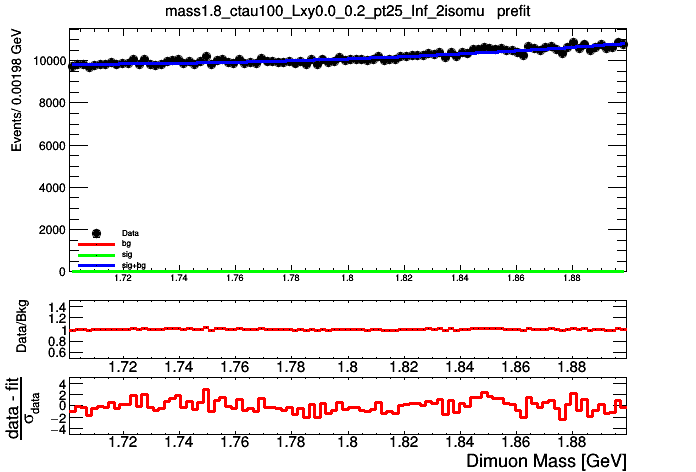 mass1.8_ctau100_Lxy0.0_0.2_pt25_Inf_2isomu prefit
Events/ 0.00198 GeV
10000
8000
6000
4000
2000
0
Data
bg
sig
sig+bg
1.72 1.74 1.76 1.78 1.8 1.82 1.84 1.86 1.88
Data/Bkg
1.4
1.2
1
0.8
0.6
1.72 1.74 1.76 1.78 1.8 1.82 1.84 1.86 1.88
data - fit
σdata
4
2
0
−2
−4
1.72 1.74 1.76 1.78 1.8 1.82 1.84 1.86 1.88
Dimuon Mass [GeV]